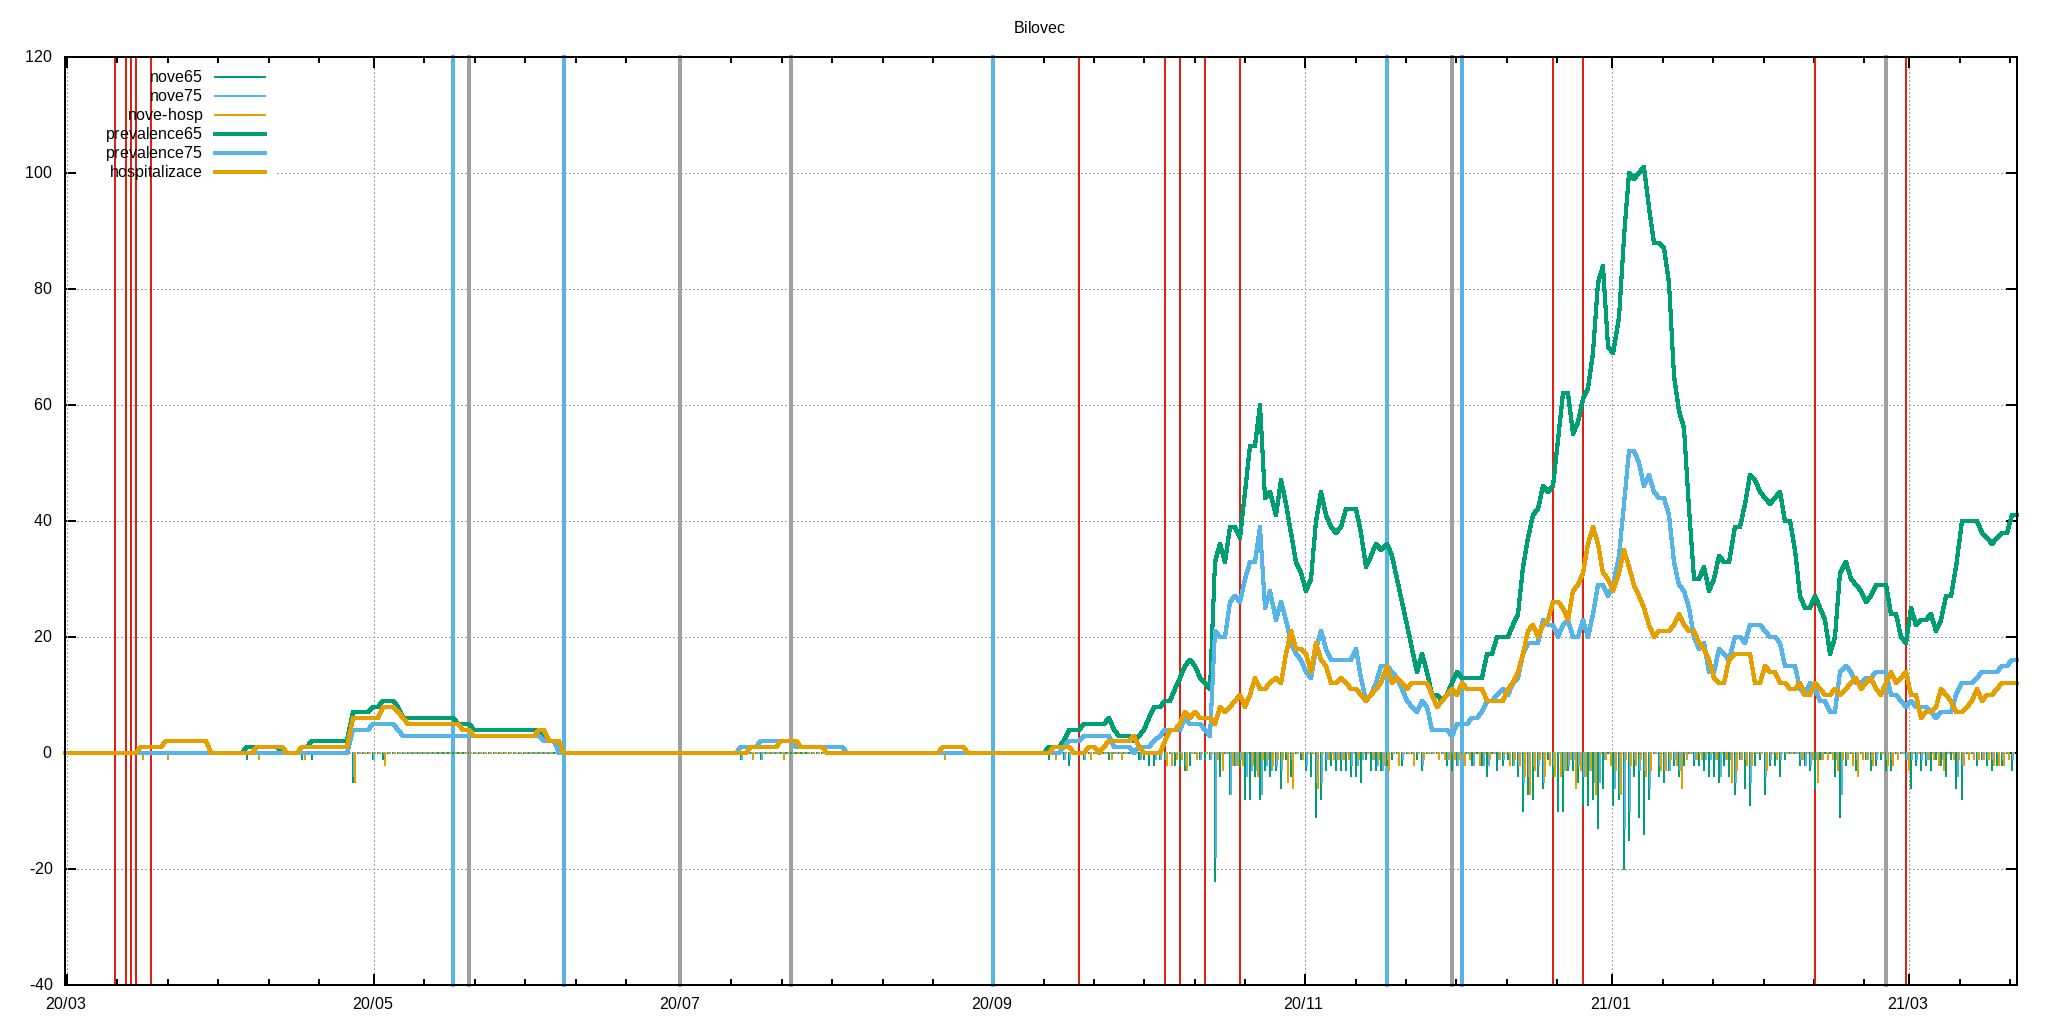 Bilovec
120
100
80
60
40
20
0
-20
-40
nove65
nove75
nove-hosp
prevalence65
prevalence75
hospitalizace
20/03 20/05 20/07 20/09 20/11 21/01 21/03